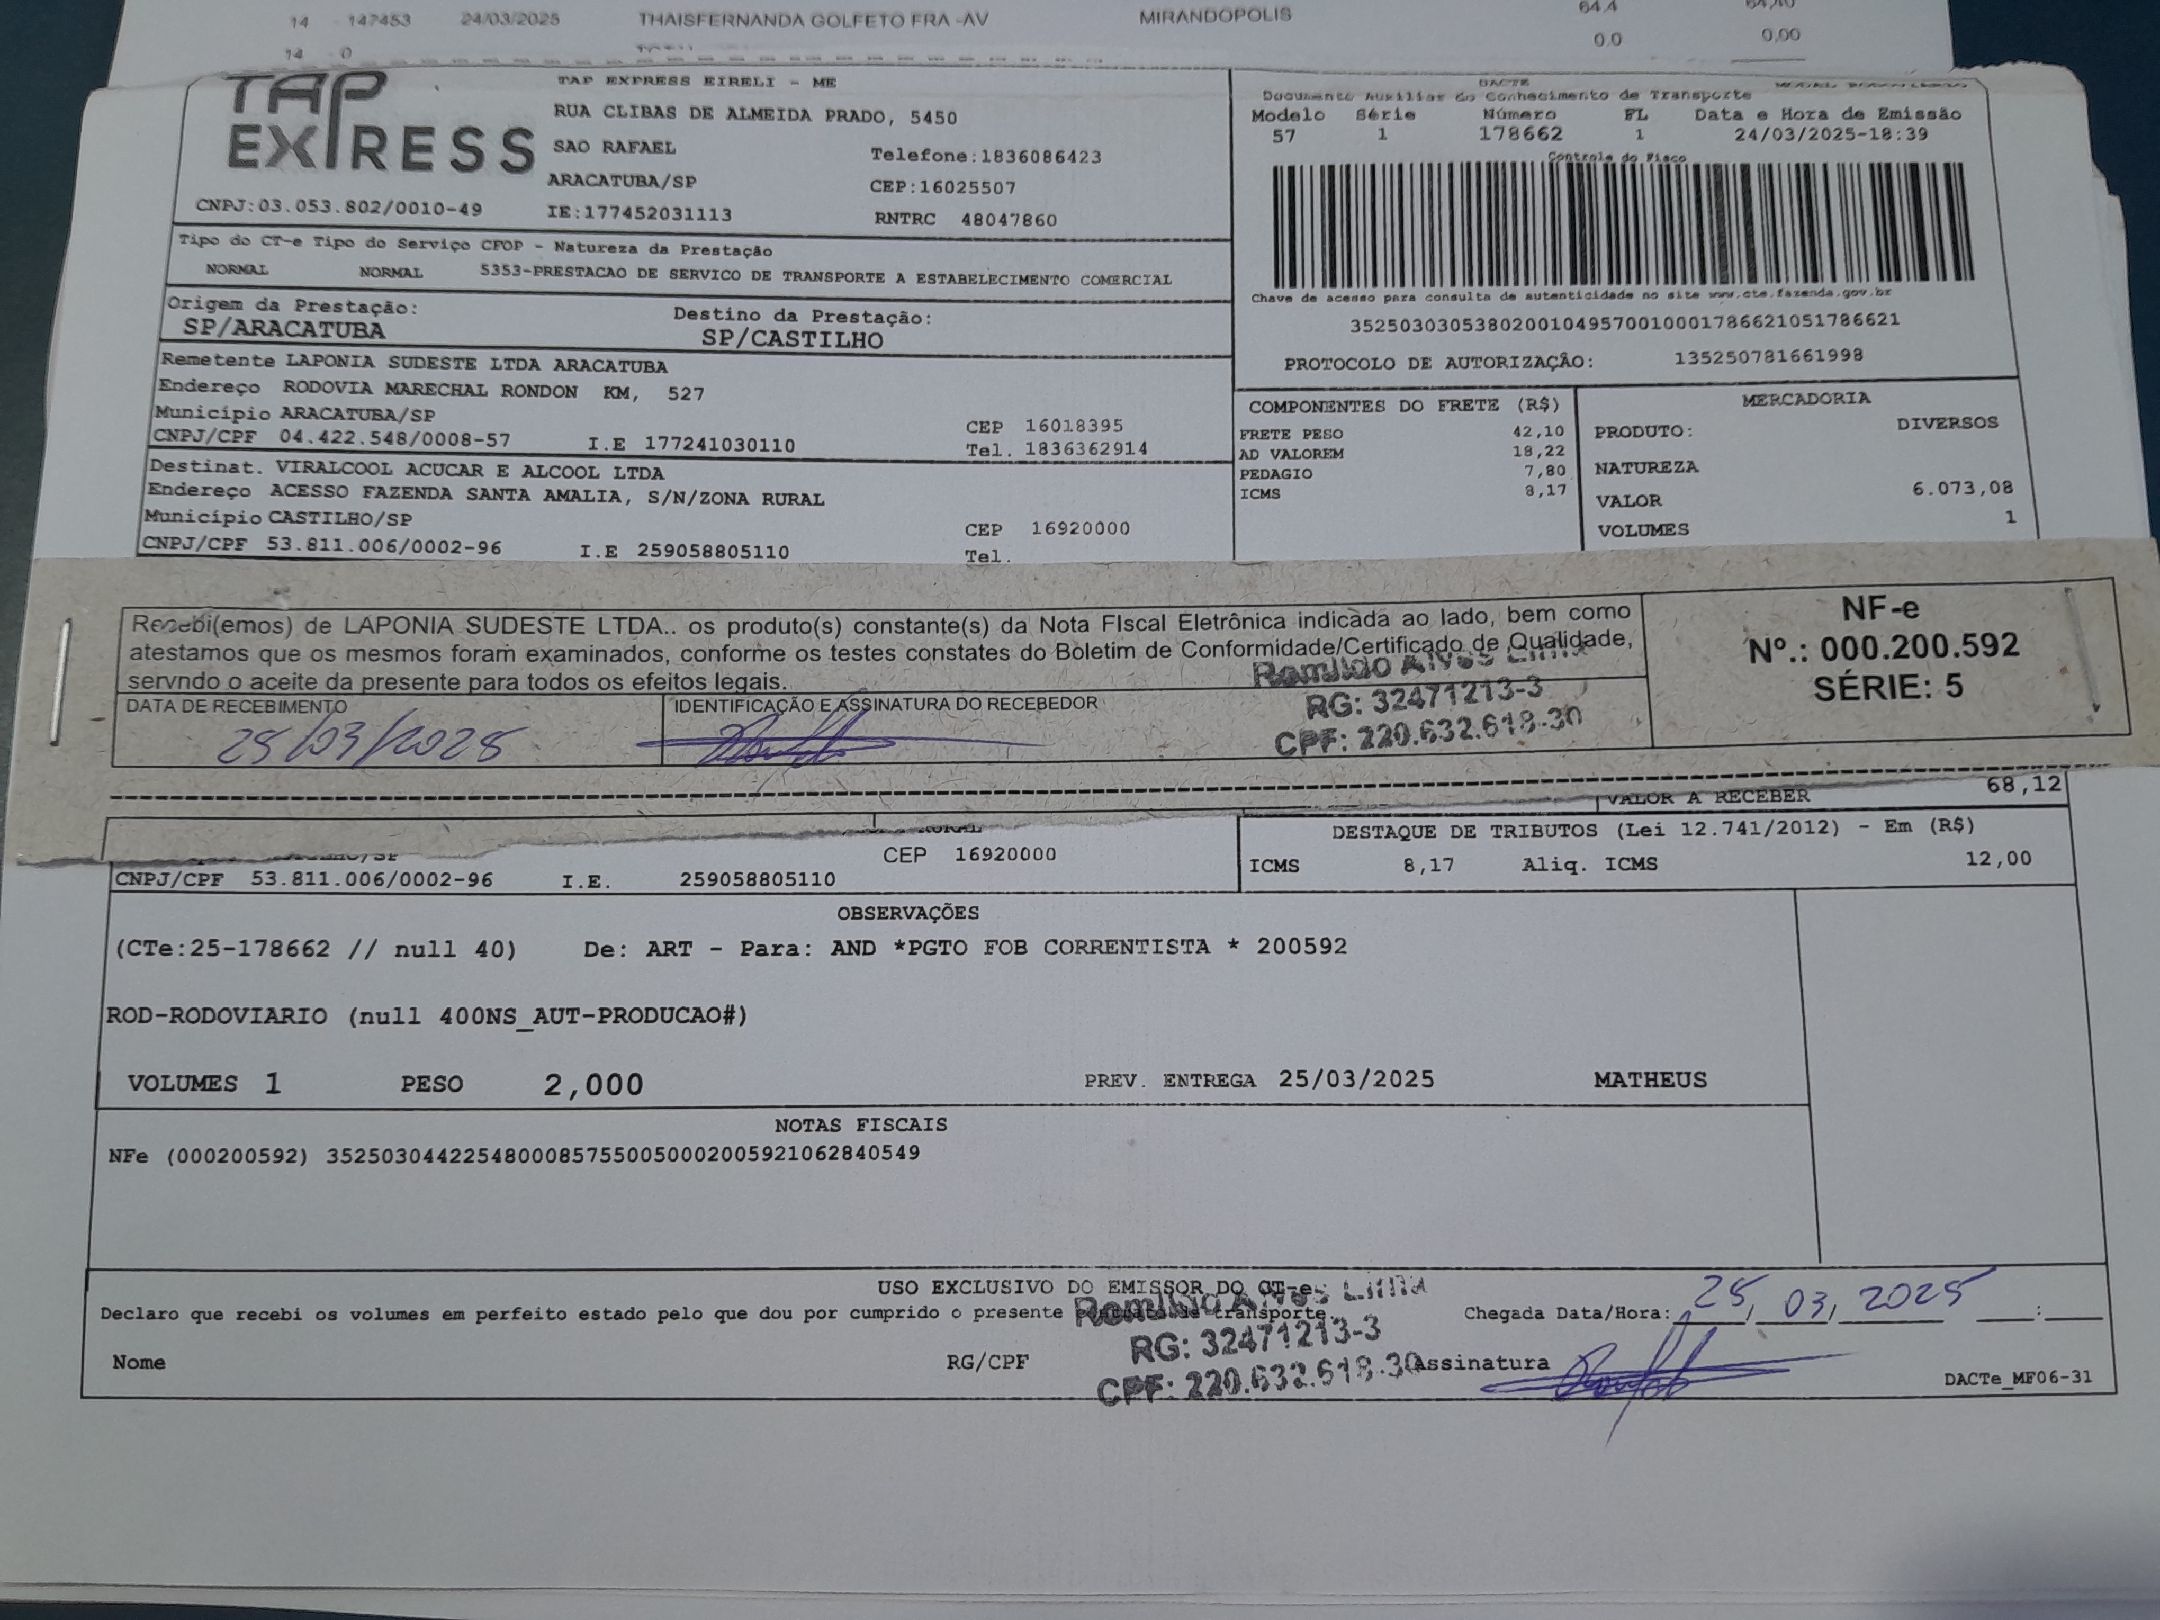 14 147453 24/03/2025 THAISFERNANDA GOLFETO FRA -AV MIRANDOPOLIS 64,4 64,40
14 0 0,0 0,00
TAP EXPRESS
TAP EXPRESS EIRELI - ME
RUA CLIBAS DE ALMEIDA PRADO, 5450
SAO RAFAEL Telefone:1836086423
ARACATUBA/SP CEP:16025507
CNPJ:03.053.802/0010-49 IE:177452031113 RNTRC 48047860
DACTE
Documento Auxiliar do Conhecimento de Transporte
Modelo Série Número FL Data e Hora de Emissão
57 1 178662 1 24/03/2025-18:39
Controle do Fisco
Chave de acesso para consulta de autenticidade no site www.cte.fazenda.gov.br
35250303053802001049570010001786621051786621
PROTOCOLO DE AUTORIZAÇÃO: 135250781661998
Tipo do CT-e Tipo do Serviço CFOP - Natureza da Prestação
NORMAL NORMAL 5353-PRESTACAO DE SERVICO DE TRANSPORTE A ESTABELECIMENTO COMERCIAL
Origem da Prestação: Destino da Prestação:
SP/ARACATUBA SP/CASTILHO
Remetente LAPONIA SUDESTE LTDA ARACATUBA
Endereço RODOVIA MARECHAL RONDON KM, 527
Município ARACATUBA/SP CEP 16018395
CNPJ/CPF 04.422.548/0008-57 I.E 177241030110 Tel. 1836362914
Destinat. VIRALCOOL ACUCAR E ALCOOL LTDA
Endereço ACESSO FAZENDA SANTA AMALIA, S/N/ZONA RURAL
Município CASTILHO/SP CEP 16920000
CNPJ/CPF 53.811.006/0002-96 I.E 259058805110 Tel.
COMPONENTES DO FRETE (R$)
FRETE PESO 42,10
AD VALOREM 18,22
PEDAGIO 7,80
ICMS 8,17
MERCADORIA
PRODUTO: DIVERSOS
NATUREZA
VALOR 6.073,08
VOLUMES 1
Recebi(emos) de LAPONIA SUDESTE LTDA.. os produto(s) constante(s) da Nota FIscal Eletrônica indicada ao lado, bem como
atestamos que os mesmos foram examinados, conforme os testes constates do Boletim de Conformidade/Certificado de Qualidade,
servndo o aceite da presente para todos os efeitos legais.
DATA DE RECEBIMENTO IDENTIFICAÇÃO E ASSINATURA DO RECEBEDOR
25/03/2025
Romildo Alves Lima
RG: 32471213-3
CPF: 220.632.618-30
NF-e
Nº.: 000.200.592
SÉRIE: 5
VALOR A RECEBER 68,12
CEP 16920000
CNPJ/CPF 53.811.006/0002-96 I.E. 259058805110
DESTAQUE DE TRIBUTOS (Lei 12.741/2012) - Em (R$)
ICMS 8,17 Aliq. ICMS 12,00
OBSERVAÇÕES
(CTe:25-178662 // null 40) De: ART - Para: AND *PGTO FOB CORRENTISTA * 200592
ROD-RODOVIARIO (null 400NS_AUT-PRODUCAO#)
VOLUMES 1 PESO 2,000 PREV. ENTREGA 25/03/2025 MATHEUS
NOTAS FISCAIS
NFe (000200592) 35250304422548000857550050002005921062840549
USO EXCLUSIVO DO EMISSOR DO CT-e
Declaro que recebi os volumes em perfeito estado pelo que dou por cumprido o presente contrato de transporte. Chegada Data/Hora: 25, 03, 2025 :
Romildo Alves Lima
RG: 32471213-3
CPF: 220.632.618-30
Nome RG/CPF Assinatura
DACTe_MF06-31